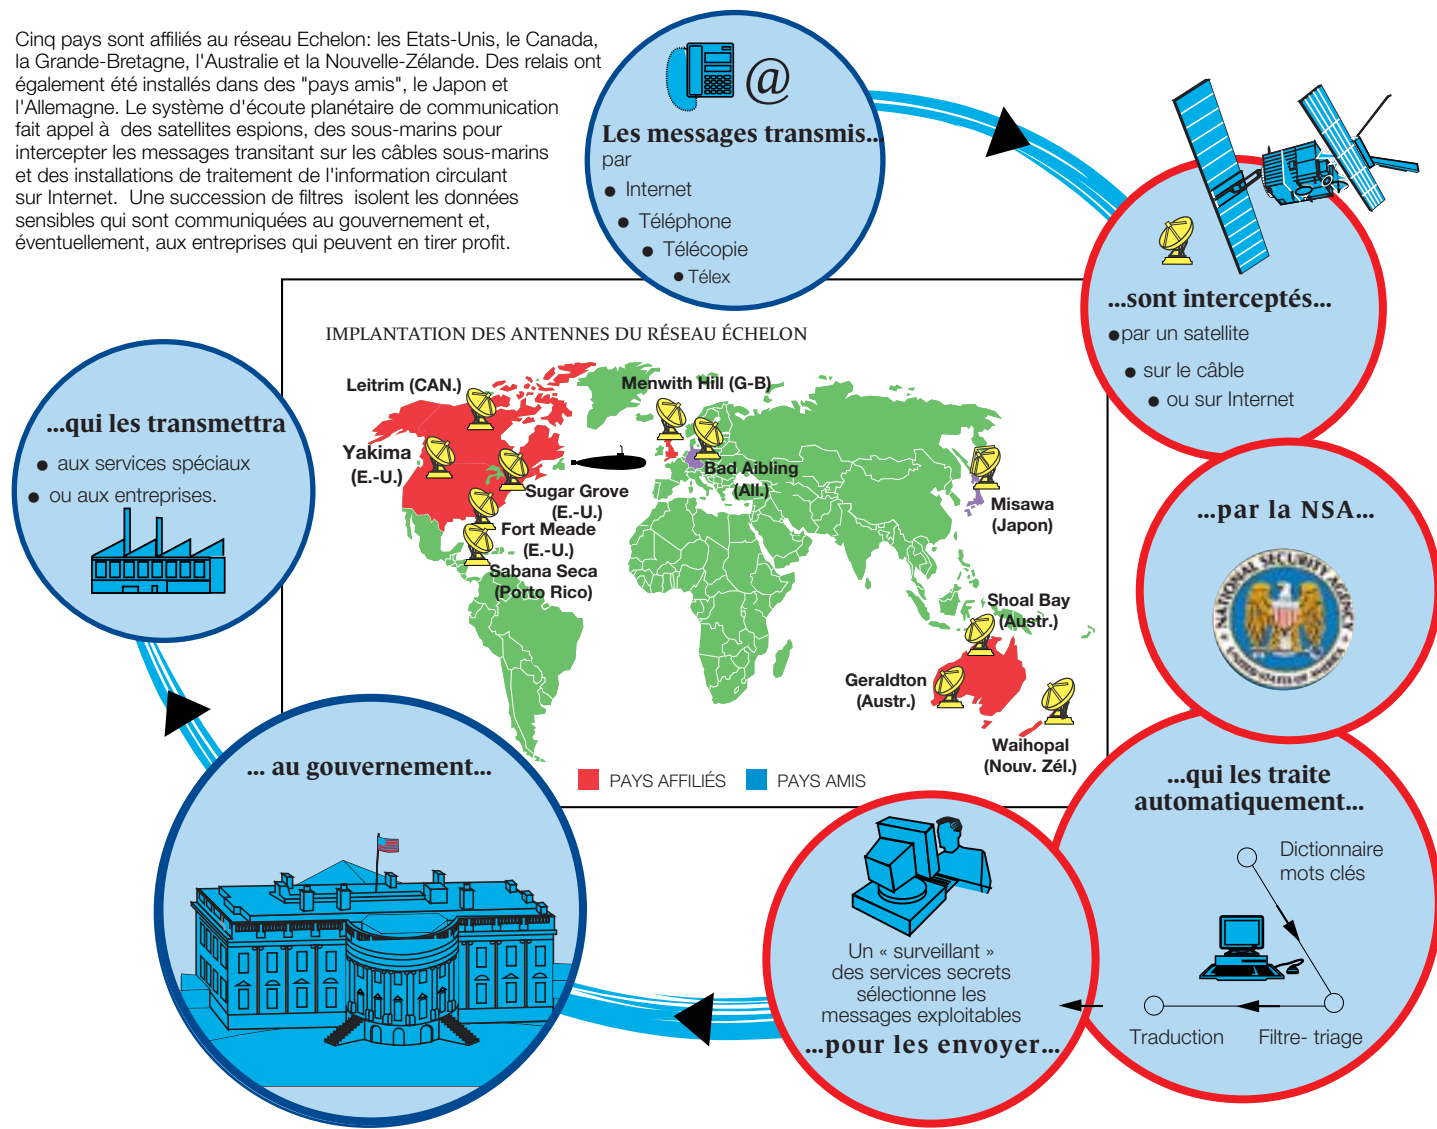 Cinq pays sont affiliés au réseau Echelon: les Etats-Unis, le Canada,
la Grande-Bretagne, l'Australie et la Nouvelle-Zélande. Des relais ont
également été installés dans des "pays amis", le Japon et
l'Allemagne. Le système d'écoute planétaire de communication
fait appel à des satellites espions, des sous-marins pour
intercepter les messages transitant sur les câbles sous-marins
et des installations de traitement de l'information circulant
sur Internet. Une succession de filtres isolent les données
sensibles qui sont communiquées au gouvernement et,
éventuellement, aux entreprises qui peuvent en tirer profit.
@
Les messages transmis...
par
● Internet
● Téléphone
● Télécopie
● Télex
...sont interceptés...
● par un satellite
● sur le câble
● ou sur Internet
...par la NSA...
NATIONAL SECURITY AGENCY
UNITED STATES OF AMERICA
...qui les traite
automatiquement...
Dictionnaire
mots clés
Filtre- triage
Traduction
Un « surveillant »
des services secrets
sélectionne les
messages exploitables
...pour les envoyer...
... au gouvernement...
...qui les transmettra
● aux services spéciaux
● ou aux entreprises.
IMPLANTATION DES ANTENNES DU RÉSEAU ÉCHELON
Leitrim (CAN.)
Menwith Hill (G-B)
Yakima
(E.-U.)
Sugar Grove
(E.-U.)
Fort Meade
(E.-U.)
Sabana Seca
(Porto Rico)
Bad Aibling
(All.)
Misawa
(Japon)
Shoal Bay
(Austr.)
Geraldton
(Austr.)
Waihopal
(Nouv. Zél.)
PAYS AFFILIÉS
PAYS AMIS